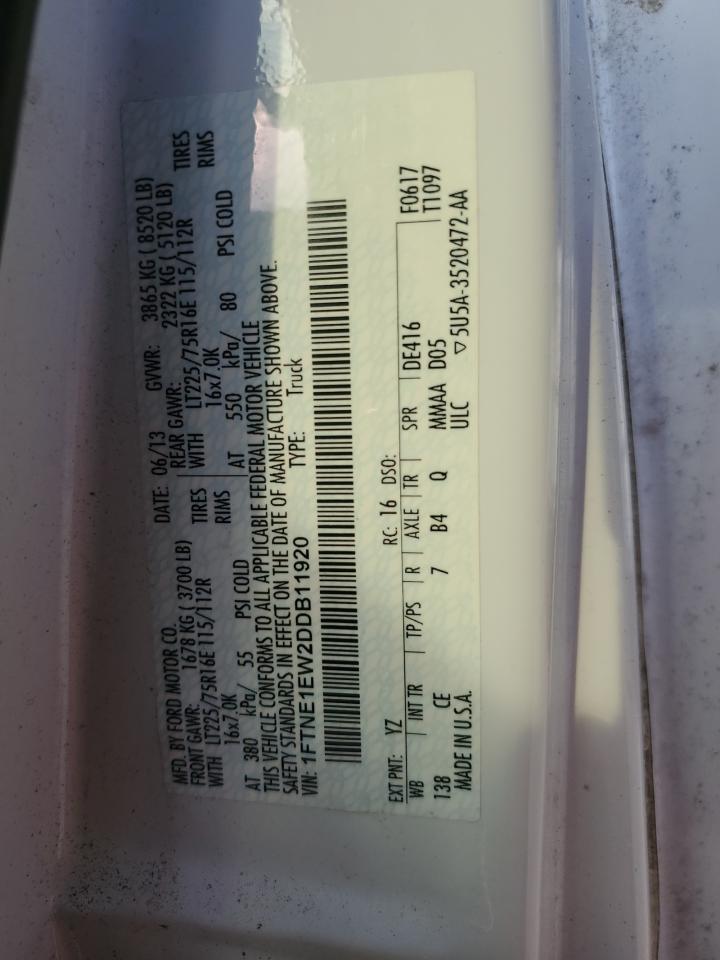 MFD. BY FORD MOTOR CO.
DATE: 06/13 GVWR: 3865 KG ( 8520 LB)
FRONT GAWR: 1678 KG ( 3700 LB) REAR GAWR: 2322 KG ( 5120 LB)
WITH LT225/75R16E 115/112R TIRES WITH LT225/75R16E 115/112R TIRES
16x7.0K RIMS 16x7.0K RIMS
AT 380 kPa/ 55 PSI COLD AT 550 kPa/ 80 PSI COLD
THIS VEHICLE CONFORMS TO ALL APPLICABLE FEDERAL MOTOR VEHICLE
SAFETY STANDARDS IN EFFECT ON THE DATE OF MANUFACTURE SHOWN ABOVE.
VIN: 1FTNE1EW2DDB11920 TYPE: Truck
EXT PNT: YZ RC: 16 DSO: F0617
WB INT TR TP/PS R AXLE TR SPR DE416 T1097
138 CE 7 B4 Q MMAA D05
MADE IN U.S.A. ULC ▽5U5A-3520472-AA